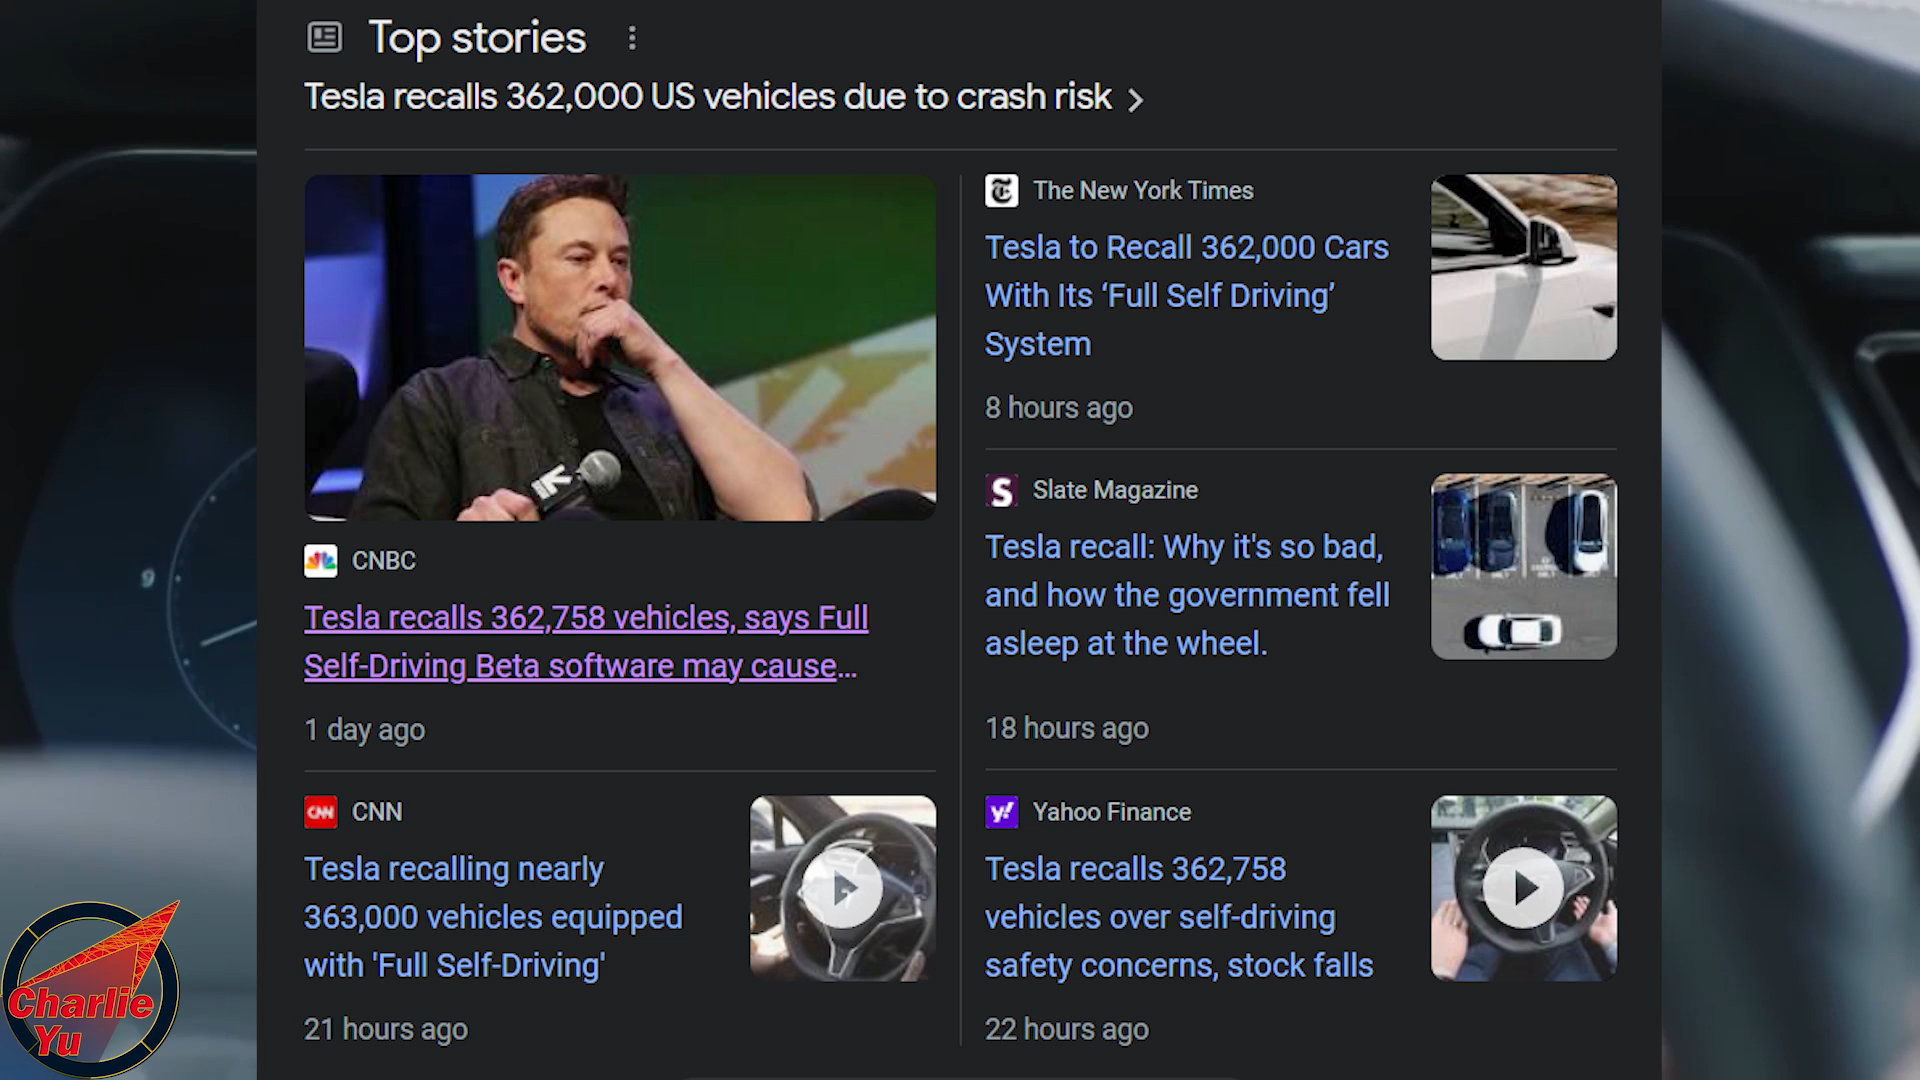 Top stories
Tesla recalls 362,000 US vehicles due to crash risk
CNBC
Tesla recalls 362,758 vehicles, says Full
Self-Driving Beta software may cause...
1 day ago
CNN
CNN
Tesla recalling nearly
363,000 vehicles equipped
with 'Full Self-Driving'
21 hours ago
The New York Times
Tesla to Recall 362,000 Cars
With Its ‘Full Self Driving’
System
8 hours ago
S
Slate Magazine
Tesla recall: Why it's so bad,
and how the government fell
asleep at the wheel.
18 hours ago
y!
Yahoo Finance
Tesla recalls 362,758
vehicles over self-driving
safety concerns, stock falls
22 hours ago
9
Charlie
Yu